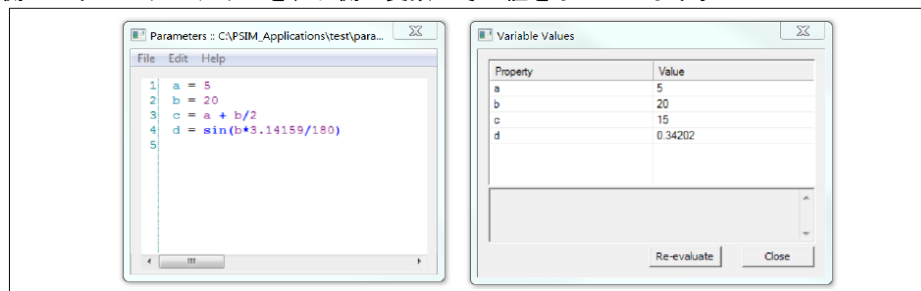 Parameters :: C:\PSIM_Applications\test\para...
File Edit Help
1 a = 5
2 b = 20
3 c = a + b/2
4 d = sin(b*3.14159/180)
5
Variable Values
Property Value
a 5
b 20
c 15
d 0.34202
Re-evaluate Close